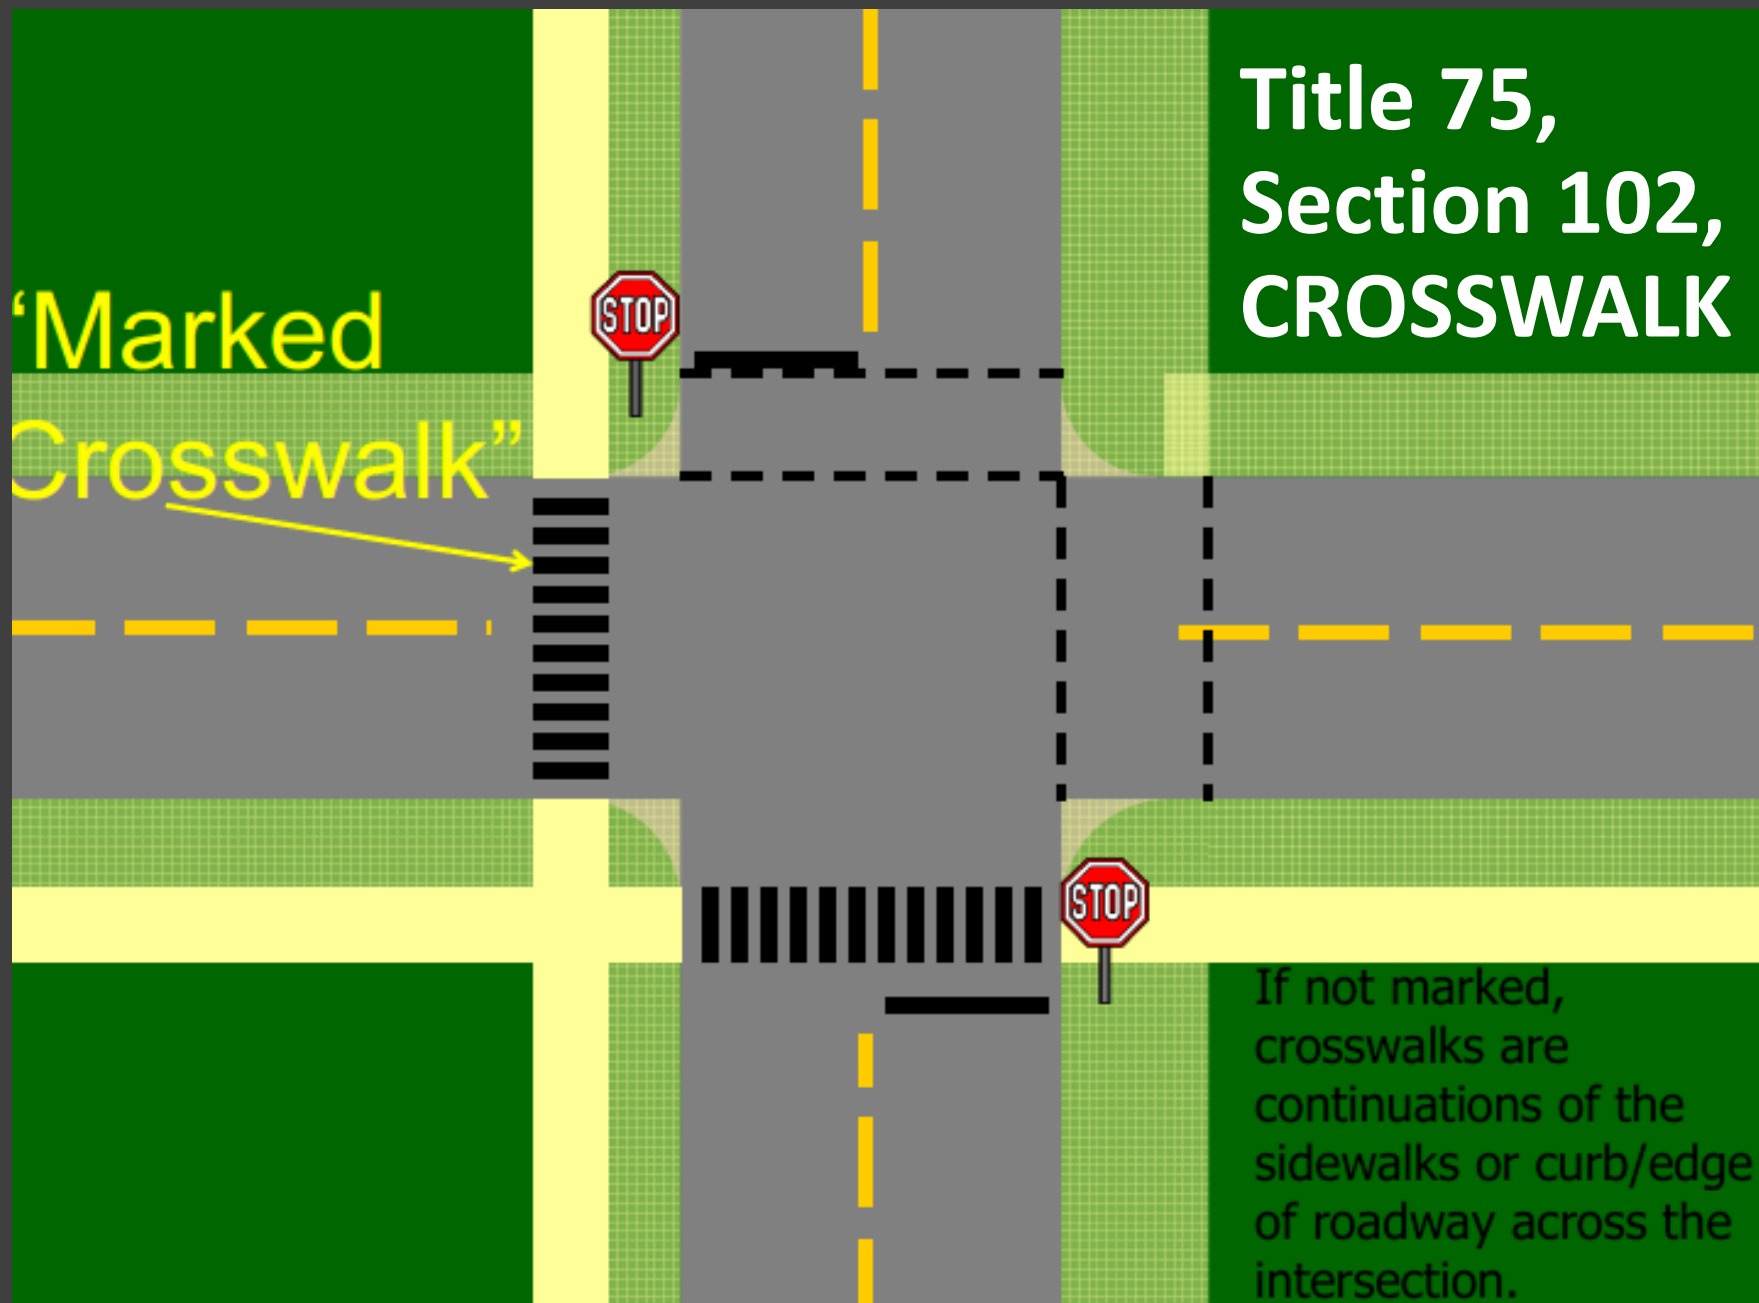 Title 75,
Section 102,
CROSSWALK
“Marked
Crosswalk”
STOP
STOP
If not marked,
crosswalks are
continuations of the
sidewalks or curb/edge
of roadway across the
intersection.